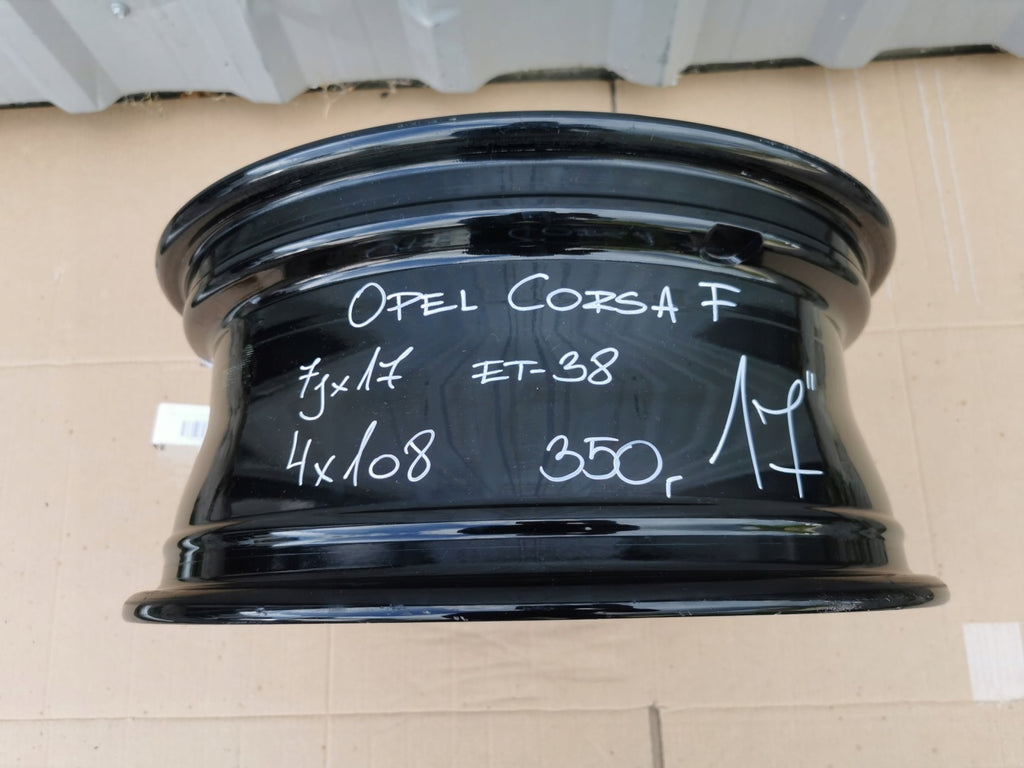 OPEL CORSA F
7jx17 ET-38 17"
4x108 350,